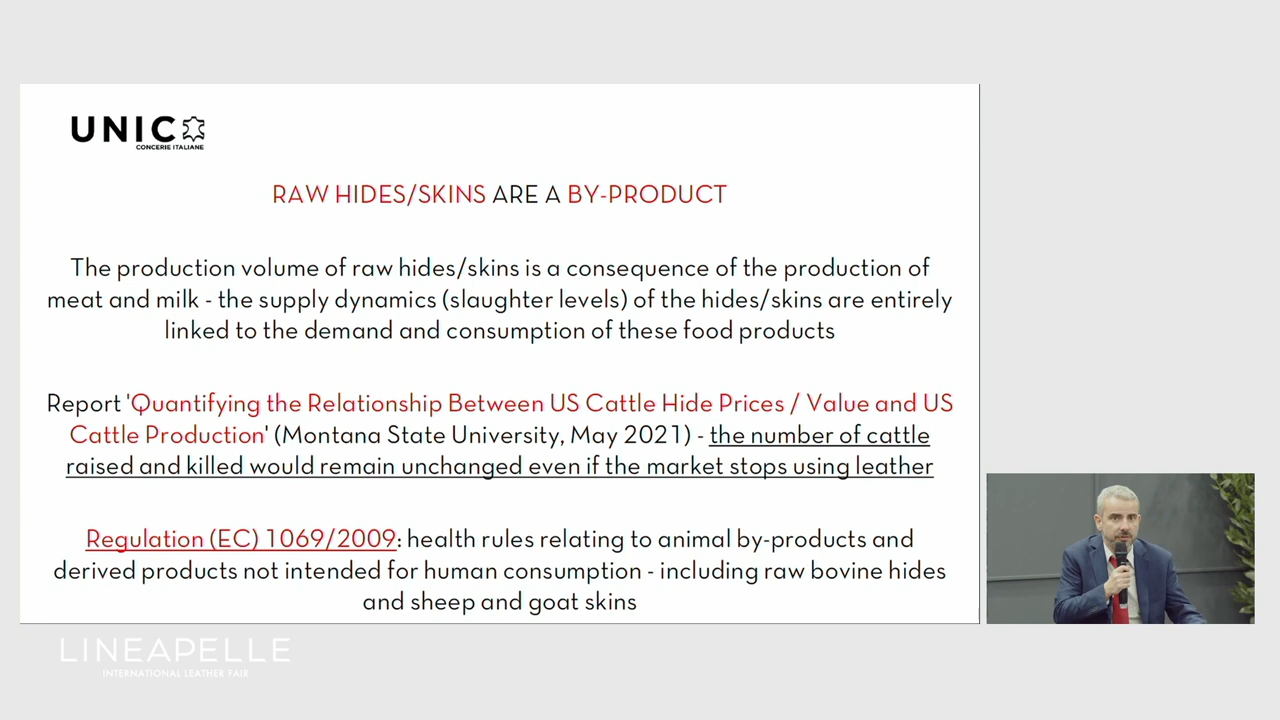 UNIC
CONCERIE ITALIANE
RAW HIDES/SKINS ARE A BY-PRODUCT
The production volume of raw hides/skins is a consequence of the production of
meat and milk - the supply dynamics (slaughter levels) of the hides/skins are entirely
linked to the demand and consumption of these food products
Report 'Quantifying the Relationship Between US Cattle Hide Prices / Value and US
Cattle Production' (Montana State University, May 2021) - the number of cattle
raised and killed would remain unchanged even if the market stops using leather
Regulation (EC) 1069/2009: health rules relating to animal by-products and
derived products not intended for human consumption - including raw bovine hides
and sheep and goat skins
LINEAPELLE
INTERNATIONAL LEATHER FAIR